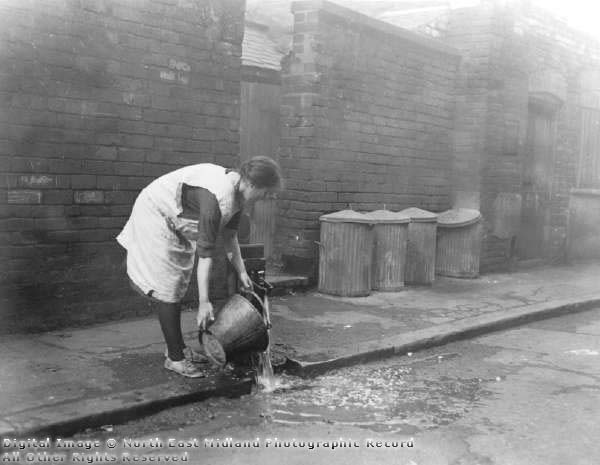 Digital Image © North East Midland Photographic Record
All Other Rights Reserved